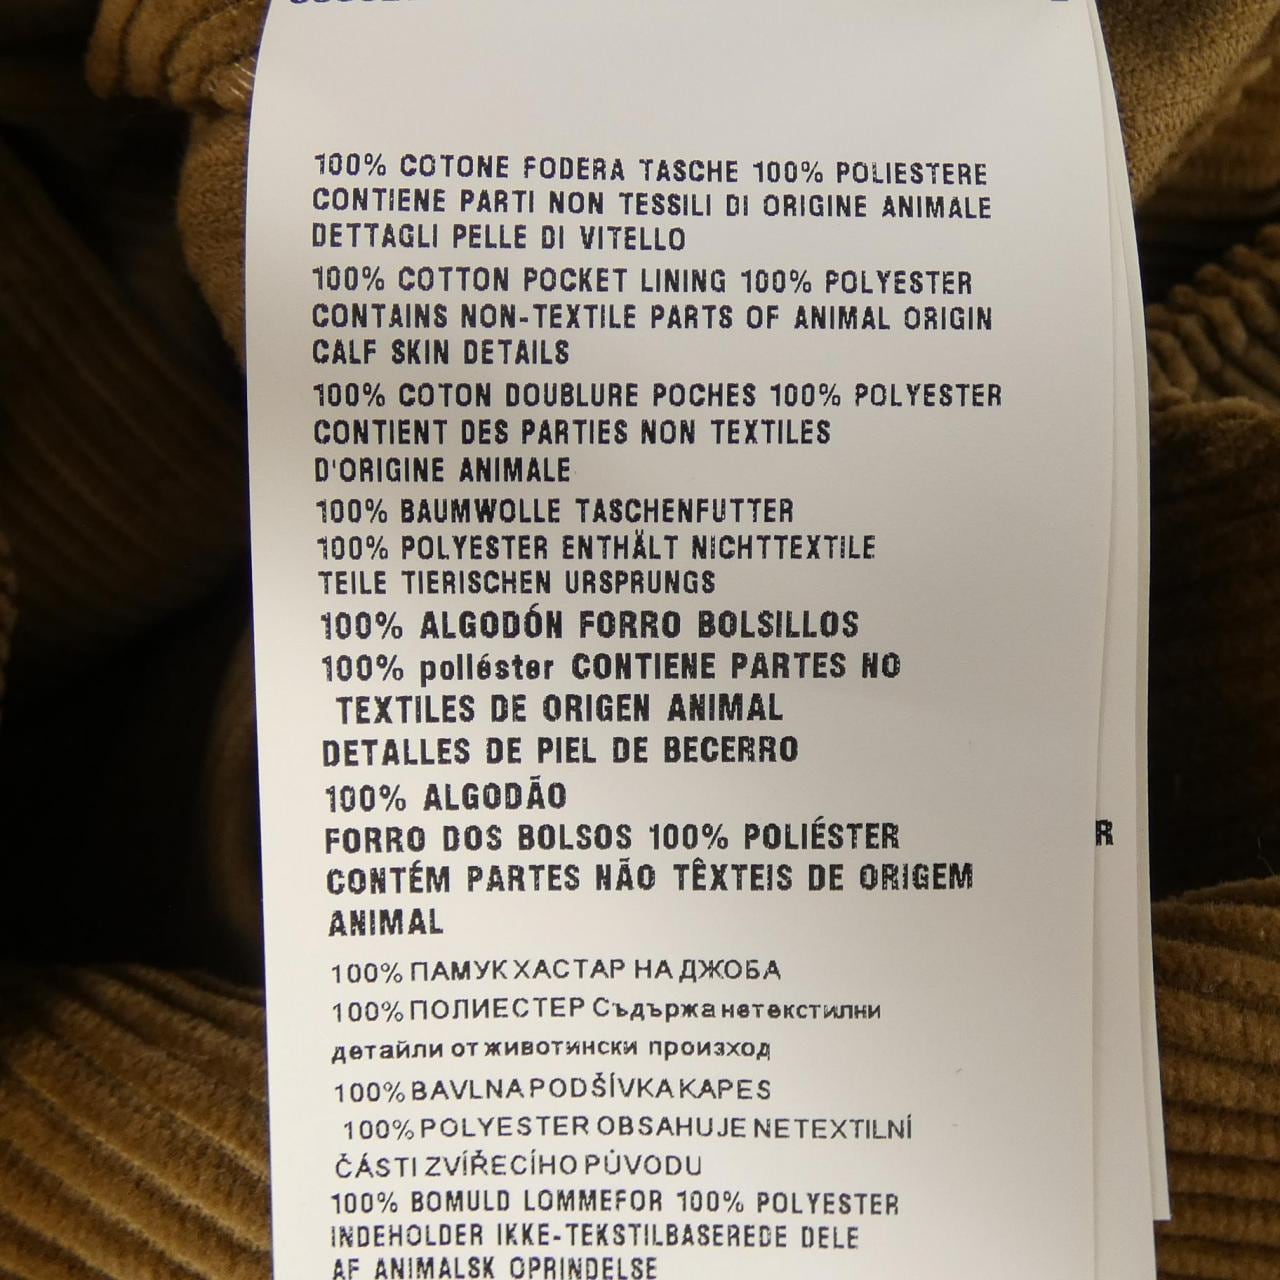 100% COTONE FODERA TASCHE 100% POLIESTERE
CONTIENE PARTI NON TESSILI DI ORIGINE ANIMALE
DETTAGLI PELLE DI VITELLO
100% COTTON POCKET LINING 100% POLYESTER
CONTAINS NON-TEXTILE PARTS OF ANIMAL ORIGIN
CALF SKIN DETAILS
100% COTON DOUBLURE POCHES 100% POLYESTER
CONTIENT DES PARTIES NON TEXTILES
D'ORIGINE ANIMALE
100% BAUMWOLLE TASCHENFUTTER
100% POLYESTER ENTHÄLT NICHTTEXTILE
TEILE TIERISCHEN URSPRUNGS
100% ALGODÓN FORRO BOLSILLOS
100% poliéster CONTIENE PARTES NO
TEXTILES DE ORIGEN ANIMAL
DETALLES DE PIEL DE BECERRO
100% ALGODÃO
FORRO DOS BOLSOS 100% POLIÉSTER
CONTÉM PARTES NÃO TÊXTEIS DE ORIGEM
ANIMAL
100% ПАМУК ХАСТАР НА ДЖОБА
100% ПОЛИЕСТЕР Съдържа нетекстилни
детайли от животински произход
100% BAVLNA PODŠÍVKA KAPES
100% POLYESTER OBSAHUJE NETEXTILNÍ
ČÁSTI ZVÍŘECÍHO PŮVODU
100% BOMULD LOMMEFOR 100% POLYESTER
INDEHOLDER IKKE-TEKSTILBASEREDE DELE
AF ANIMALSK OPRINDELSE
R